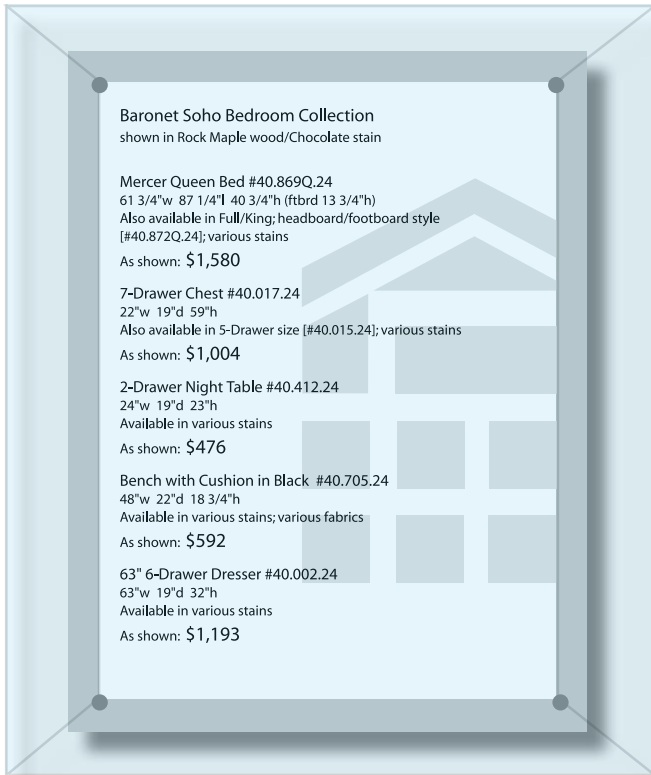 Baronet Soho Bedroom Collection
shown in Rock Maple wood/Chocolate stain
Mercer Queen Bed #40.869Q.24
61 3/4"w 87 1/4"l 40 3/4"h (ftbrd 13 3/4"h)
Also available in Full/King; headboard/footboard style
[#40.872Q.24]; various stains
As shown: $1,580
7-Drawer Chest #40.017.24
22"w 19"d 59"h
Also available in 5-Drawer size [#40.015.24]; various stains
As shown: $1,004
2-Drawer Night Table #40.412.24
24"w 19"d 23"h
Available in various stains
As shown: $476
Bench with Cushion in Black #40.705.24
48"w 22"d 18 3/4"h
Available in various stains; various fabrics
As shown: $592
63" 6-Drawer Dresser #40.002.24
63"w 19"d 32"h
Available in various stains
As shown: $1,193